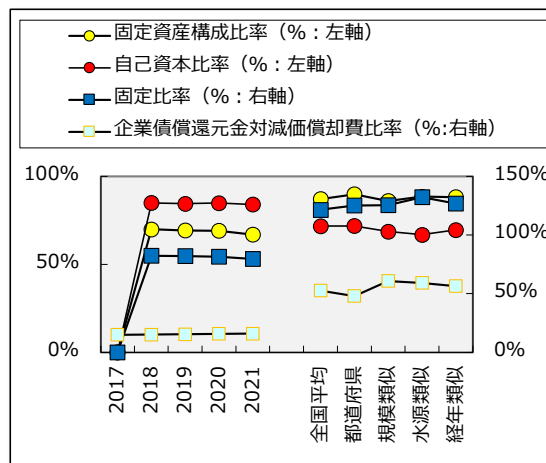 固定資産構成比率（%：左軸）
自己資本比率（%：左軸）
固定比率（%：右軸）
企業債償還元金対減価償却費比率（%:右軸）
100%
50%
0%
150%
100%
50%
0%
2017
2018
2019
2020
2021
全国平均
都道府県
規模類似
水源類似
経年類似